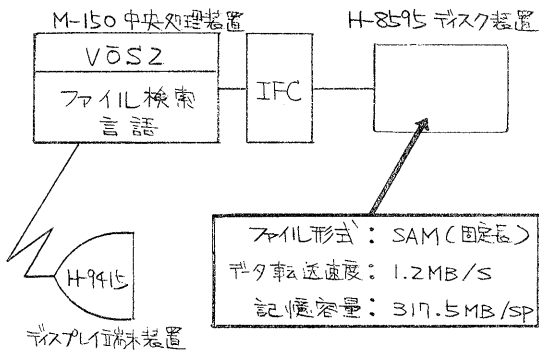 M-150 中央処理装置
H-8595 ディスク装置
VOS2
ファイル検索
言語
IFC
H-9415
ディスプレイ端末装置
ファイル形式: SAM(固定長)
データ転送速度: 1.2MB/S
記憶容量: 317.5MB/SP